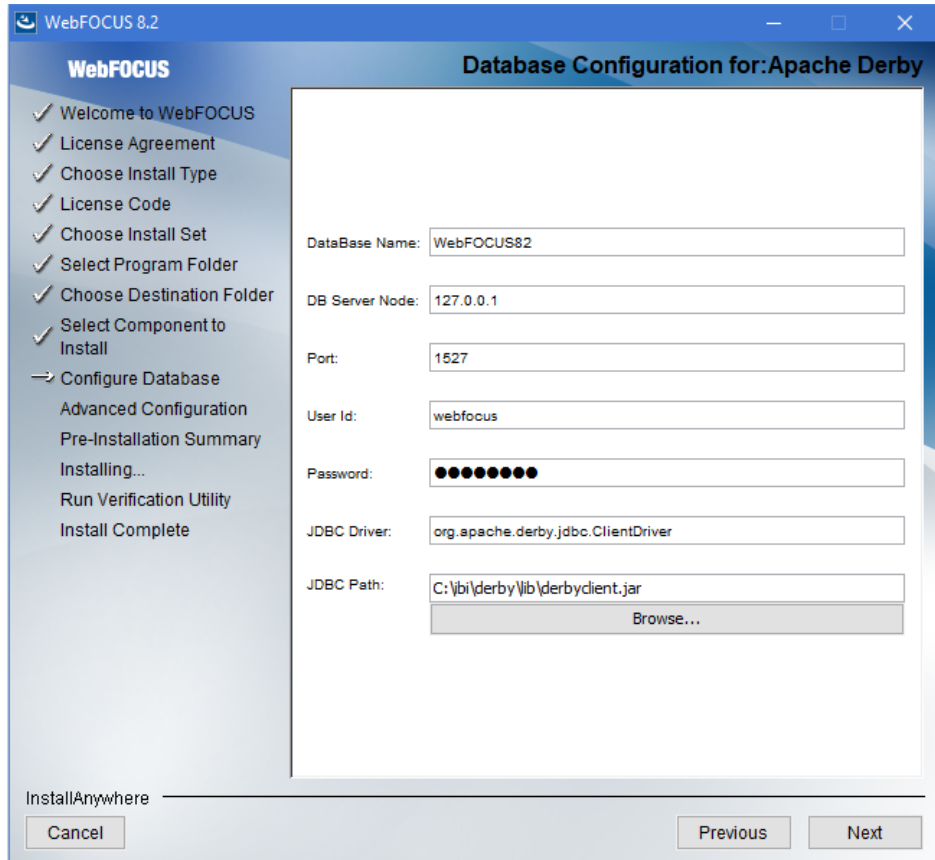 WebFOCUS 8.2
WebFOCUS
Database Configuration for:Apache Derby
Welcome to WebFOCUS
License Agreement
Choose Install Type
License Code
Choose Install Set
Select Program Folder
Choose Destination Folder
Select Component to
Install
Configure Database
Advanced Configuration
Pre-Installation Summary
Installing...
Run Verification Utility
Install Complete
DataBase Name: WebFOCUS82
DB Server Node: 127.0.0.1
Port: 1527
User Id: webfocus
Password: ●●●●●●●●
JDBC Driver: org.apache.derby.jdbc.ClientDriver
JDBC Path: C:\ibi\derby\lib\derbyclient.jar
Browse...
InstallAnywhere
Cancel Previous Next